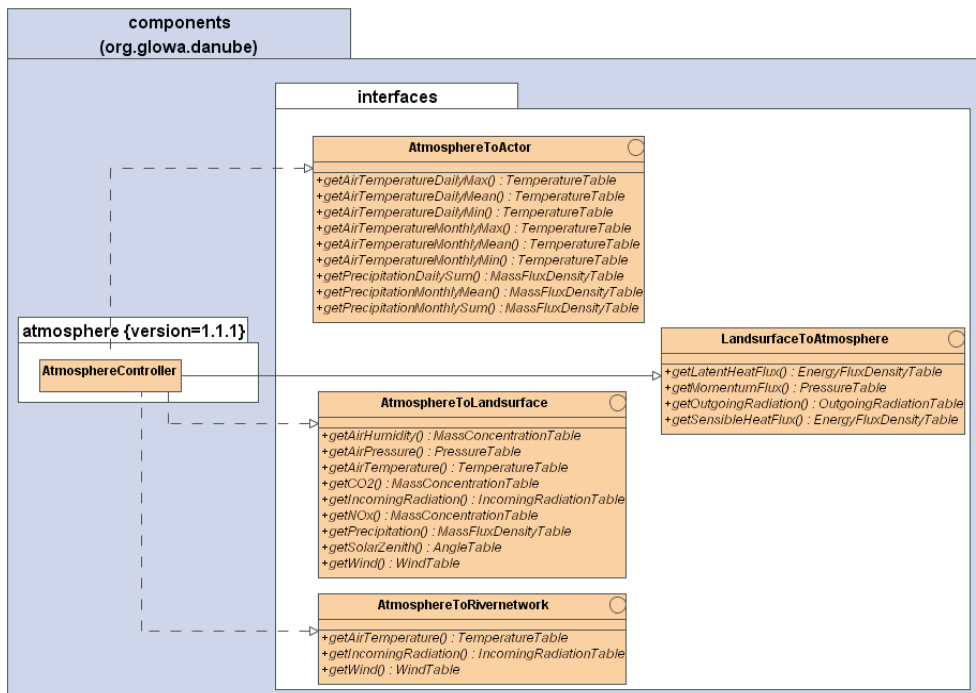 components
(org.glowa.danube)
interfaces
AtmosphereToActor
+getAirTemperatureDailyMax() : TemperatureTable
+getAirTemperatureDailyMean() : TemperatureTable
+getAirTemperatureDailyMin() : TemperatureTable
+getAirTemperatureMonthlyMax() : TemperatureTable
+getAirTemperatureMonthlyMean() : TemperatureTable
+getAirTemperatureMonthlyMin() : TemperatureTable
+getPrecipitationDailySum() : MassFluxDensityTable
+getPrecipitationMonthlyMean() : MassFluxDensityTable
+getPrecipitationMonthlySum() : MassFluxDensityTable
atmosphere {version=1.1.1}
AtmosphereController
LandsurfaceToAtmosphere
+getLatentHeatFlux() : EnergyFluxDensityTable
+getMomentumFlux() : PressureTable
+getOutgoingRadiation() : OutgoingRadiationTable
+getSensibleHeatFlux() : EnergyFluxDensityTable
AtmosphereToLandsurface
+getAirHumidity() : MassConcentrationTable
+getAirPressure() : PressureTable
+getAirTemperature() : TemperatureTable
+getCO2() : MassConcentrationTable
+getIncomingRadiation() : IncomingRadiationTable
+getNOx() : MassConcentrationTable
+getPrecipitation() : MassFluxDensityTable
+getSolarZenith() : AngleTable
+getWind() : WindTable
AtmosphereToRivernetwork
+getAirTemperature() : TemperatureTable
+getIncomingRadiation() : IncomingRadiationTable
+getWind() : WindTable